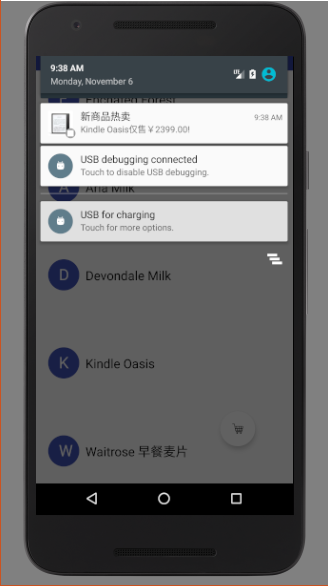 9:38 AM
Monday, November 6
Enchated Forest
新商品热卖
9:38 AM
Kindle Oasis仅售￥2399.00!
USB debugging connected
Touch to disable USB debugging.
A
Arla Milk
USB for charging
Touch for more options.
D
Devondale Milk
K
Kindle Oasis
W
Waitrose 早餐麦片